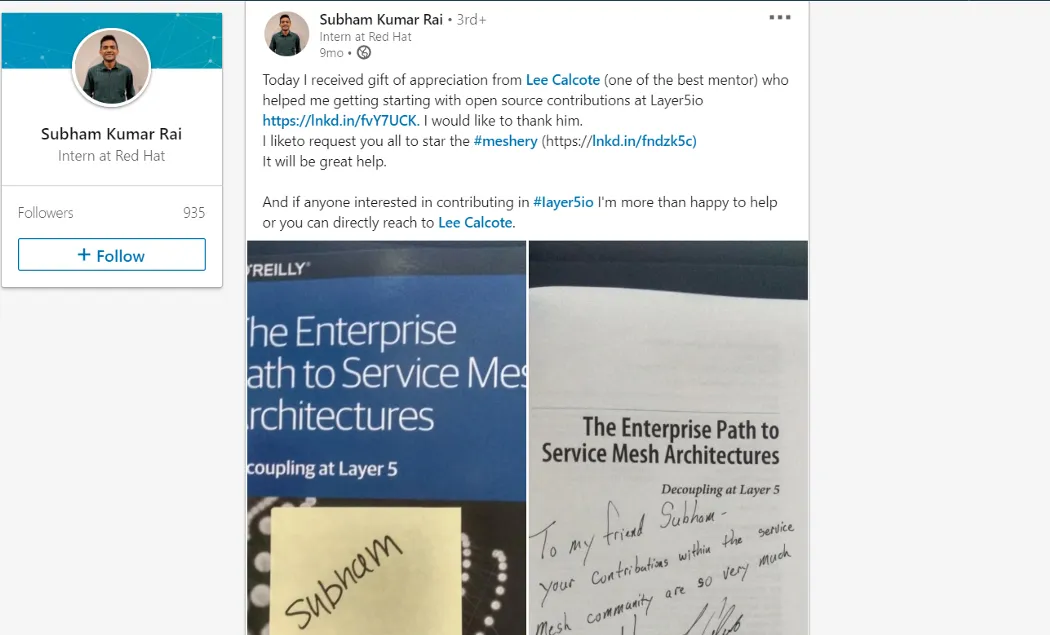 Subham Kumar Rai
Intern at Red Hat
Followers 935
+ Follow
Subham Kumar Rai • 3rd+
Intern at Red Hat
9mo •
Today I received gift of appreciation from Lee Calcote (one of the best mentor) who
helped me getting starting with open source contributions at Layer5io
https://lnkd.in/fvY7UCK. I would like to thank him.
I liketo request you all to star the #meshery (https://lnkd.in/fndzk5c)
It will be great help.
And if anyone interested in contributing in #layer5io I'm more than happy to help
or you can directly reach to Lee Calcote.
'REILLY
he Enterprise
ath to Service Mes
rchitectures
coupling at Layer 5
Subham
The Enterprise Path to
Service Mesh Architectures
Decoupling at Layer 5
To my friend Subham -
your contributions within the service
mesh community are so very much